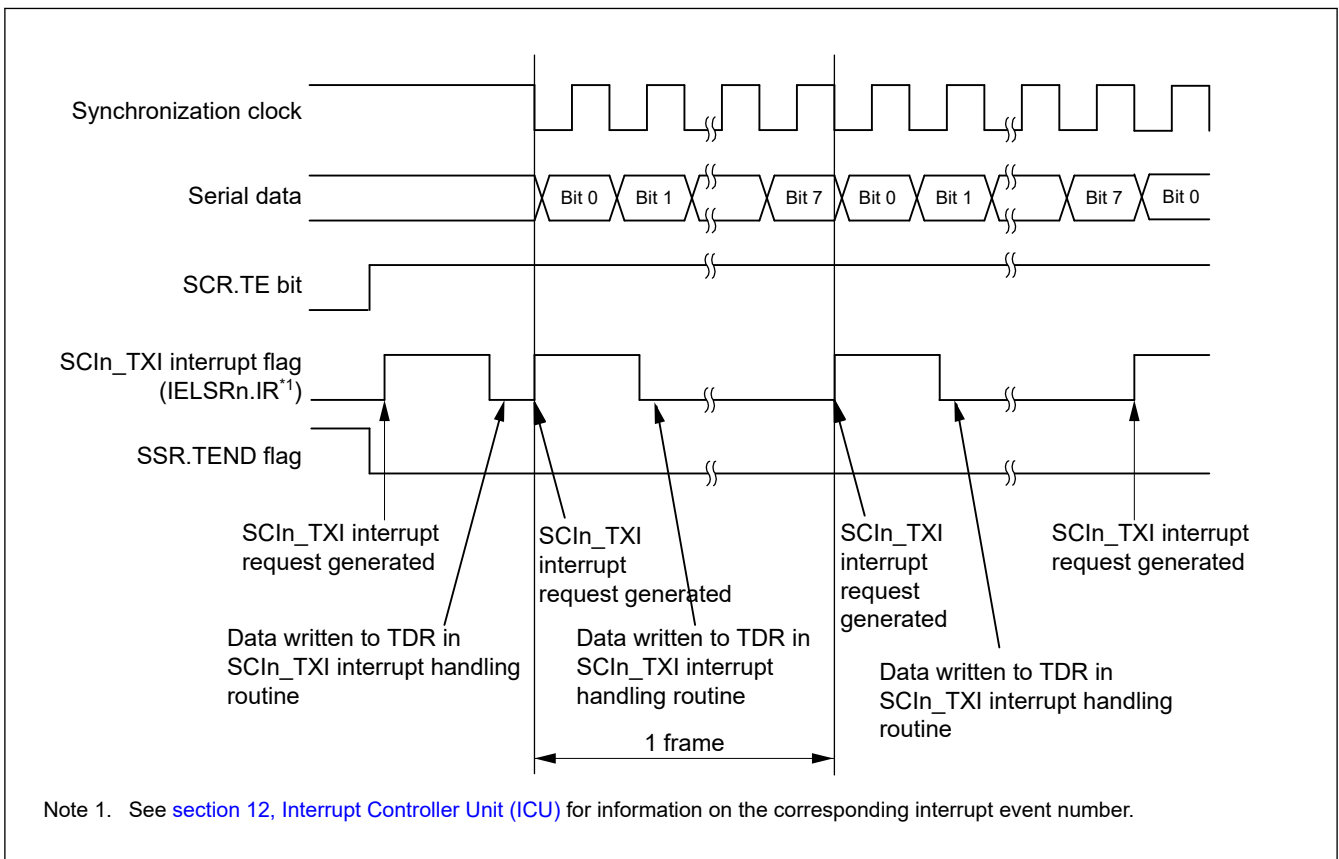 Synchronization clock
Serial data
Bit 0 Bit 1 Bit 7 Bit 0 Bit 1 Bit 7 Bit 0
SCR.TE bit
SCIn_TXI interrupt flag
(IELSRn.IR*1)
SSR.TEND flag
SCIn_TXI interrupt
request generated
SCIn_TXI
interrupt
request generated
SCIn_TXI
interrupt
request
generated
SCIn_TXI interrupt
request generated
Data written to TDR in
SCIn_TXI interrupt handling
routine
Data written to TDR in
SCIn_TXI interrupt
handling routine
Data written to TDR in
SCIn_TXI interrupt handling
routine
1 frame
Note 1. See section 12, Interrupt Controller Unit (ICU) for information on the corresponding interrupt event number.